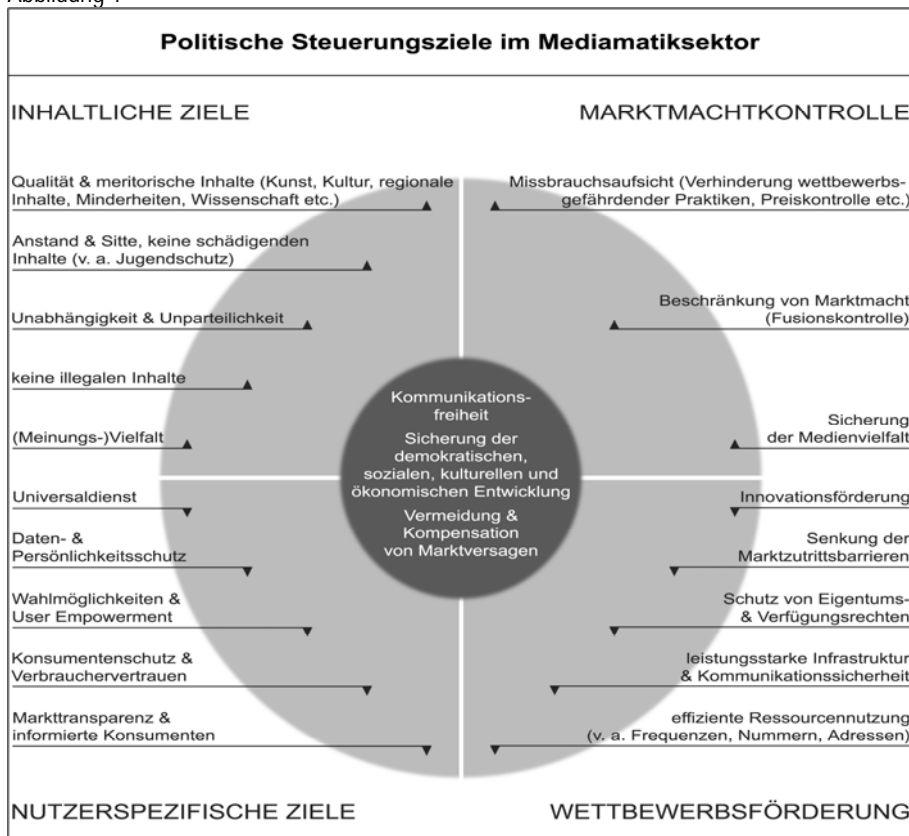 Abbildung 1
Politische Steuerungsziele im Mediamatiksektor
INHALTLICHE ZIELE
Qualität & meritorische Inhalte (Kunst, Kultur, regionale
Inhalte, Minderheiten, Wissenschaft etc.)
Anstand & Sitte, keine schädigenden
Inhalte (v. a. Jugendschutz)
Unabhängigkeit & Unparteilichkeit
keine illegalen Inhalte
(Meinungs-)Vielfalt
MARKTMACHTKONTROLLE
Missbrauchsaufsicht (Verhinderung wettbewerbs-
gefährdender Praktiken, Preiskontrolle etc.)
Beschränkung von Marktmacht
(Fusionskontrolle)
Sicherung
der Medienvielfalt
Kommunikations-
freiheit
Sicherung der
demokratischen,
sozialen, kulturellen und
ökonomischen Entwicklung
Vermeidung &
Kompensation
von Marktversagen
Universaldienst
Daten- &
Persönlichkeitsschutz
Wahlmöglichkeiten &
User Empowerment
Konsumentenschutz &
Verbrauchervertrauen
Markttransparenz &
informierte Konsumenten
NUTZERSPEZIFISCHE ZIELE
Innovationsförderung
Senkung der
Marktzutrittsbarrieren
Schutz von Eigentums-
& Verfügungsrechten
leistungsstarke Infrastruktur
& Kommunikationssicherheit
effiziente Ressourcennutzung
(v. a. Frequenzen, Nummern, Adressen)
WETTBEWERBSFÖRDERUNG